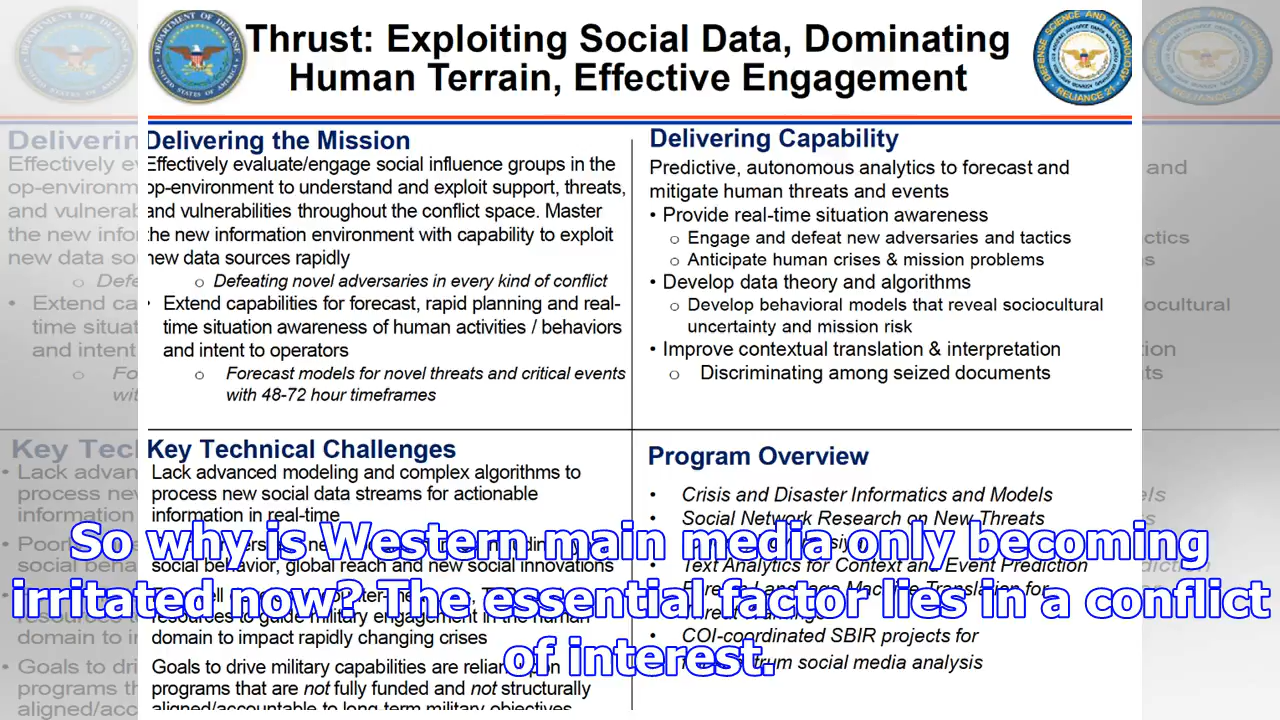 Thrust: Exploiting Social Data, Dominating
Human Terrain, Effective Engagement
Delivering the Mission
Effectively evaluate/engage social influence groups in the
op-environment to understand and exploit support, threats,
and vulnerabilities throughout the conflict space. Master
the new information environment with capability to exploit
new data sources rapidly
o Defeating novel adversaries in every kind of conflict
• Extend capabilities for forecast, rapid planning and real-
time situation awareness of human activities / behaviors
and intent to operators
o Forecast models for novel threats and critical events
with 48-72 hour timeframes
Delivering Capability
Predictive, autonomous analytics to forecast and
mitigate human threats and events
• Provide real-time situation awareness
o Engage and defeat new adversaries and tactics
o Anticipate human crises & mission problems
• Develop data theory and algorithms
o Develop behavioral models that reveal sociocultural
uncertainty and mission risk
• Improve contextual translation & interpretation
o Discriminating among seized documents
Key Technical Challenges
Lack advanced modeling and complex algorithms to
process new social data streams for actionable
information in real-time
social behavior, global reach and new social innovations
resources to guide military engagement in the human
domain to impact rapidly changing crises
Goals to drive military capabilities are reliant upon
programs that are not fully funded and not structurally
aligned/accountable to long term military objectives
Program Overview
• Crisis and Disaster Informatics and Models
• Social Network Research on New Threats
• Text Analytics for Context and Event Prediction
• COI-coordinated SBIR projects for
social media analysis
So why is Western main media only becoming
irritated now? The essential factor lies in a conflict
of interest.